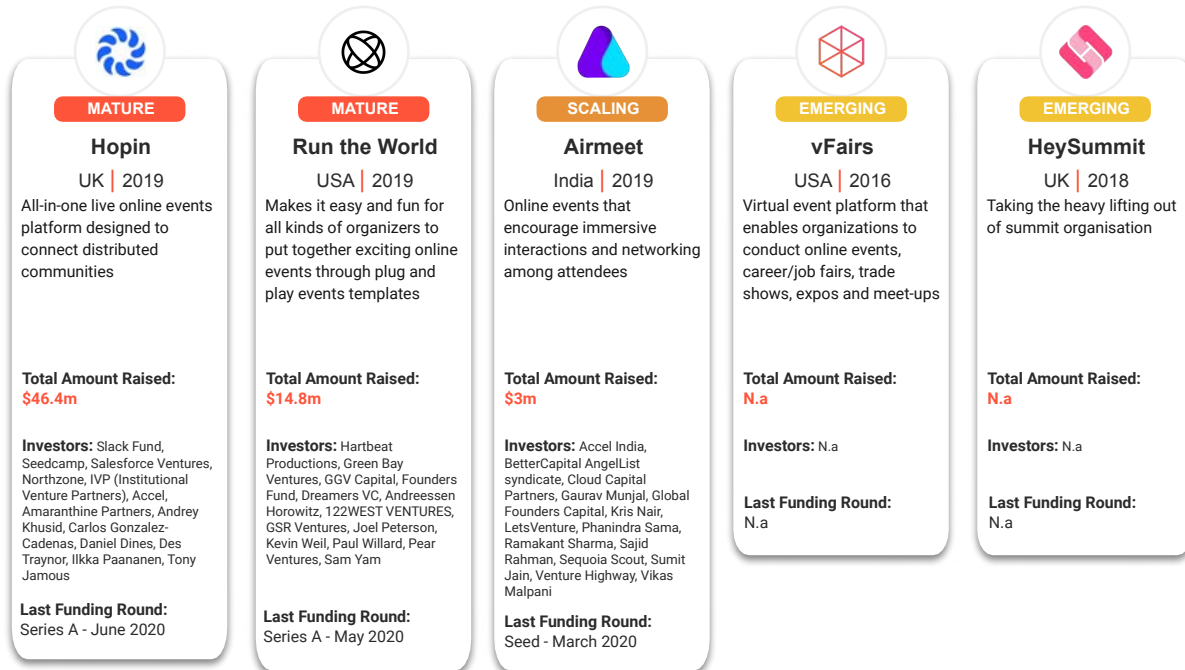 MATURE
Hopin
UK | 2019
All-in-one live online events
platform designed to
connect distributed
communities
Total Amount Raised:
$46.4m
Investors: Slack Fund,
Seedcamp, Salesforce Ventures,
Northzone, IVP (Institutional
Venture Partners), Accel,
Amaranthine Partners, Andrey
Khusid, Carlos Gonzalez-
Cadenas, Daniel Dines, Des
Traynor, Ilkka Paananen, Tony
Jamous
Last Funding Round:
Series A - June 2020
MATURE
Run the World
USA | 2019
Makes it easy and fun for
all kinds of organizers to
put together exciting online
events through plug and
play events templates
Total Amount Raised:
$14.8m
Investors: Hartbeat
Productions, Green Bay
Ventures, GGV Capital, Founders
Fund, Dreamers VC, Andreessen
Horowitz, 122WEST VENTURES,
GSR Ventures, Joel Peterson,
Kevin Weil, Paul Willard, Pear
Ventures, Sam Yam
Last Funding Round:
Series A - May 2020
SCALING
Airmeet
India | 2019
Online events that
encourage immersive
interactions and networking
among attendees
Total Amount Raised:
$3m
Investors: Accel India,
BetterCapital AngelList
syndicate, Cloud Capital
Partners, Gaurav Munjal, Global
Founders Capital, Kris Nair,
LetsVenture, Phanindra Sama,
Ramakant Sharma, Sajid
Rahman, Sequoia Scout, Sumit
Jain, Venture Highway, Vikas
Malpani
Last Funding Round:
Seed - March 2020
EMERGING
vFairs
USA | 2016
Virtual event platform that
enables organizations to
conduct online events,
career/job fairs, trade
shows, expos and meet-ups
Total Amount Raised:
N.a
Investors: N.a
Last Funding Round:
N.a
EMERGING
HeySummit
UK | 2018
Taking the heavy lifting out
of summit organisation
Total Amount Raised:
N.a
Investors: N.a
Last Funding Round:
N.a